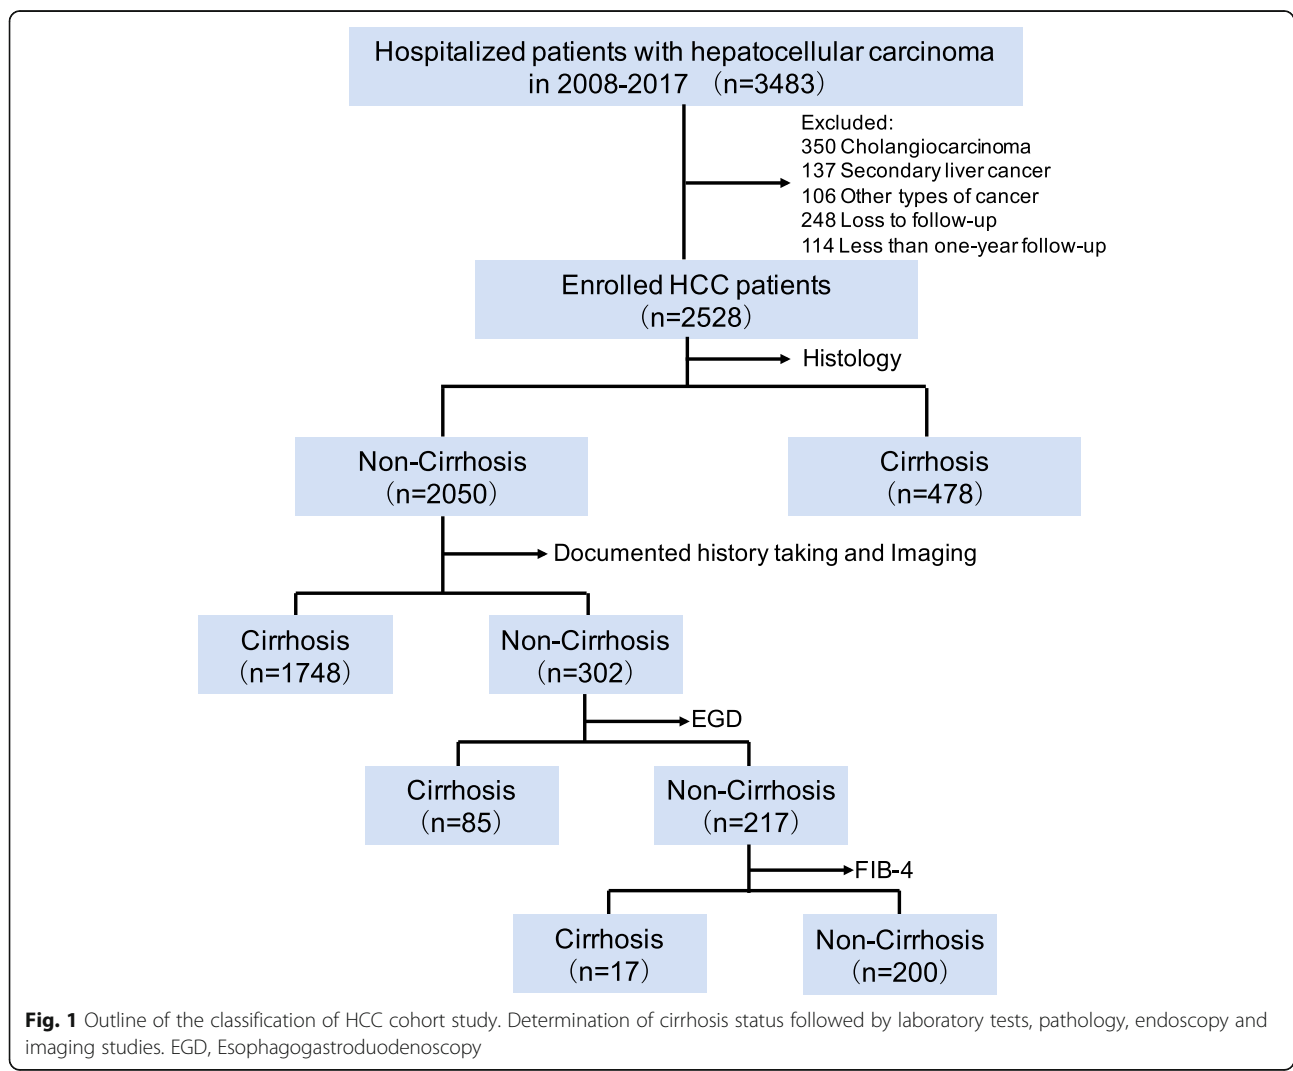 Hospitalized patients with hepatocellular carcinoma
in 2008-2017 （n=3483）
Excluded:
350 Cholangiocarcinoma
137 Secondary liver cancer
106 Other types of cancer
248 Loss to follow-up
114 Less than one-year follow-up
Enrolled HCC patients
（n=2528）
Histology
Non-Cirrhosis
（n=2050）
Cirrhosis
（n=478）
Documented history taking and Imaging
Cirrhosis
（n=1748）
Non-Cirrhosis
（n=302）
EGD
Cirrhosis
（n=85）
Non-Cirrhosis
（n=217）
FIB-4
Cirrhosis
（n=17）
Non-Cirrhosis
（n=200）
Fig. 1 Outline of the classification of HCC cohort study. Determination of cirrhosis status followed by laboratory tests, pathology, endoscopy and
imaging studies. EGD, Esophagogastroduodenoscopy